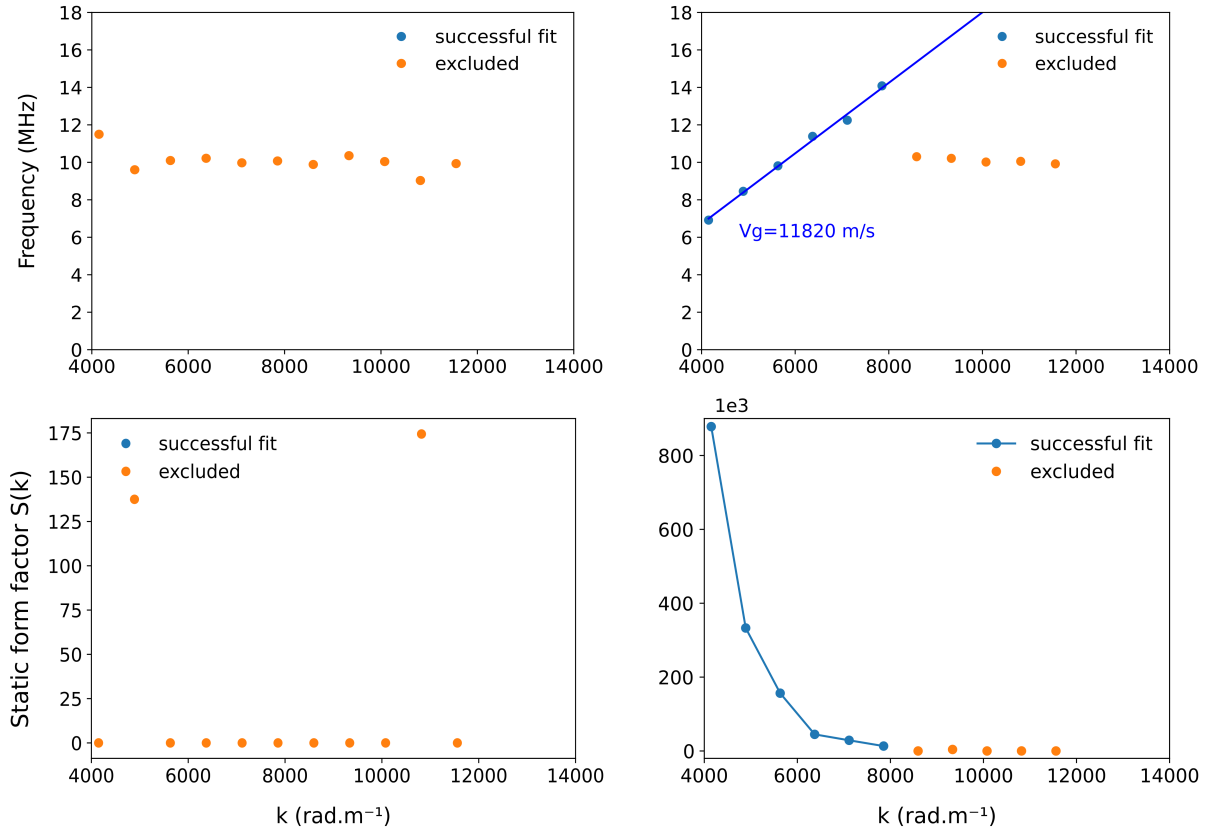 18
16
14
12
10
8
6
4
2
0
Frequency (MHz)
successful fit
excluded
4000 6000 8000 10000 12000 14000
18
16
14
12
10
8
6
4
2
0
successful fit
excluded
Vg=11820 m/s
4000 6000 8000 10000 12000 14000
175
150
125
100
75
50
25
0
Static form factor S(k)
successful fit
excluded
4000 6000 8000 10000 12000 14000
k (rad.m⁻¹)
1e3
800
600
400
200
0
successful fit
excluded
4000 6000 8000 10000 12000 14000
k (rad.m⁻¹)